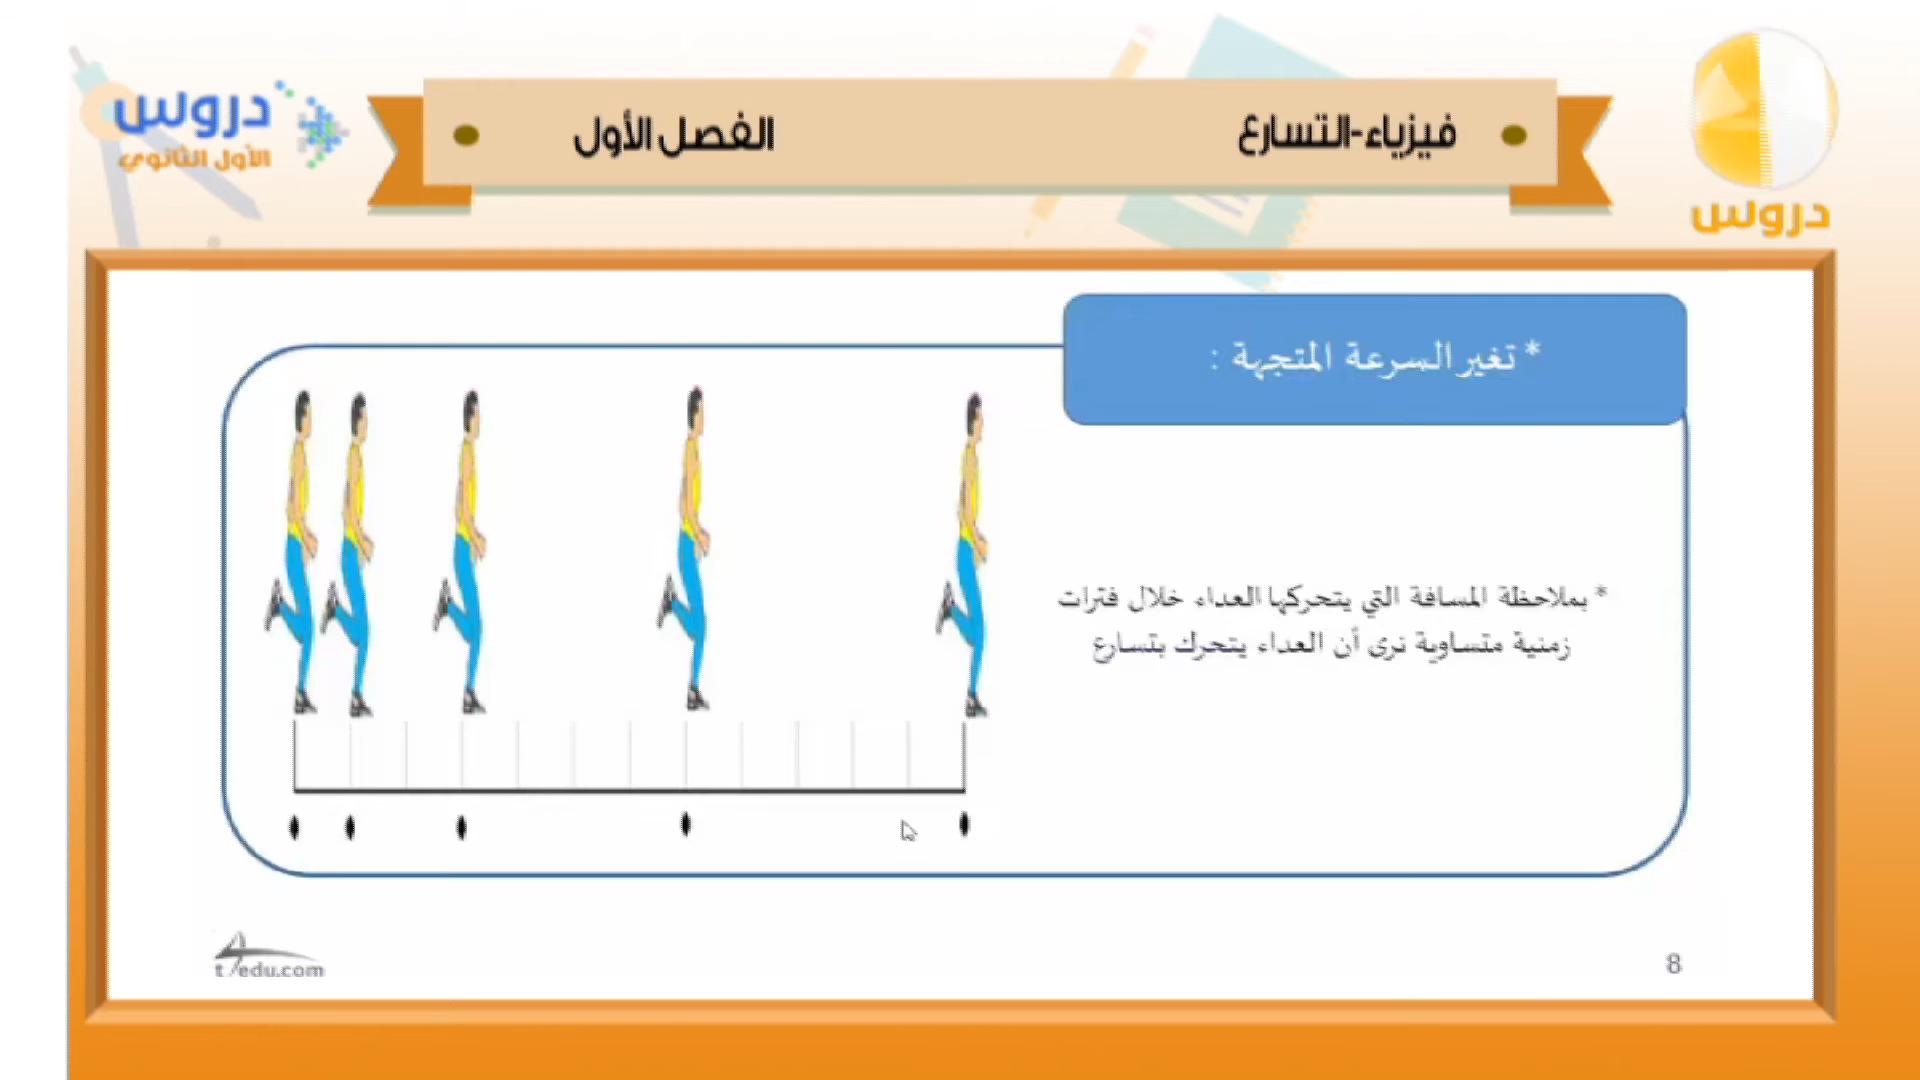 دروس
الأول الثانوي
فيزياء-التسارع
الفصل الأول
دروس
* تغير السرعة المتجهة :
* بملاحظة المسافة التي يتحركها العداء خلال فترات
زمنية متساوية نرى أن العداء يتحرك بتسارع
t4edu.com
8